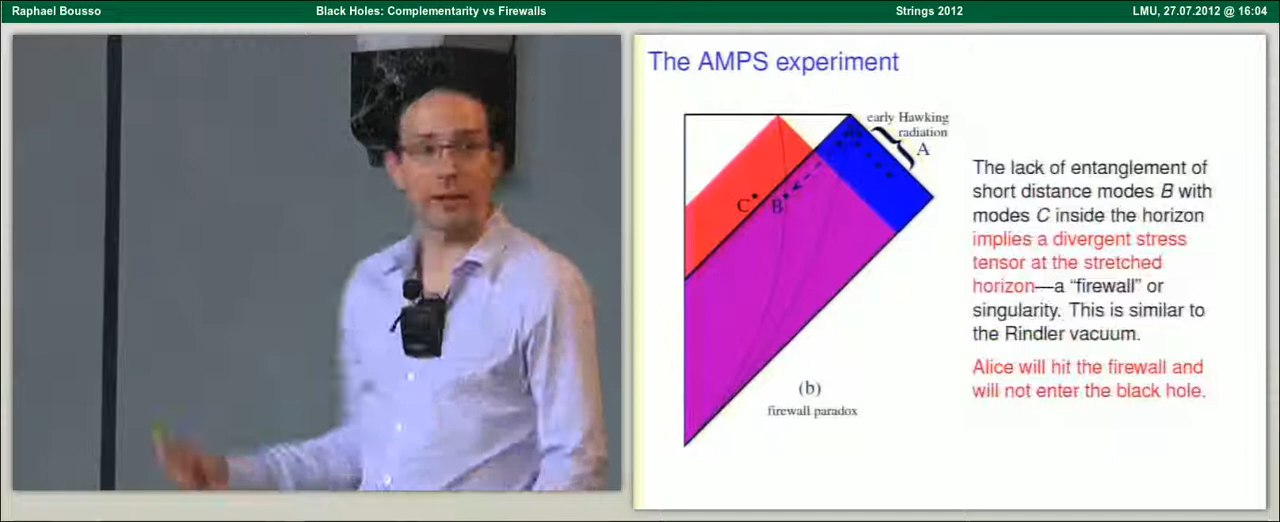 Raphael Bousso Black Holes: Complementarity vs Firewalls Strings 2012 LMU, 27.07.2012 @ 16:04
The AMPS experiment
early Hawking
radiation
A
C
B
(b)
firewall paradox
The lack of entanglement of
short distance modes B with
modes C inside the horizon
implies a divergent stress
tensor at the stretched
horizon—a “firewall” or
singularity. This is similar to
the Rindler vacuum.
Alice will hit the firewall and
will not enter the black hole.